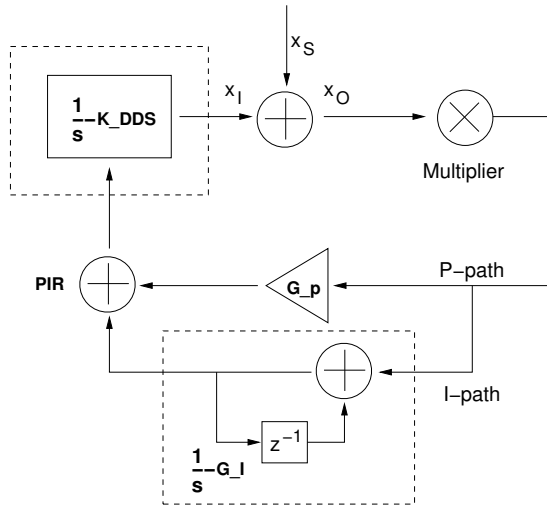 x_S
x_I
x_O
1
s
--K_DDS
Multiplier
PIR
G_p
P-path
I-path
z^-1
1
s
--G_I